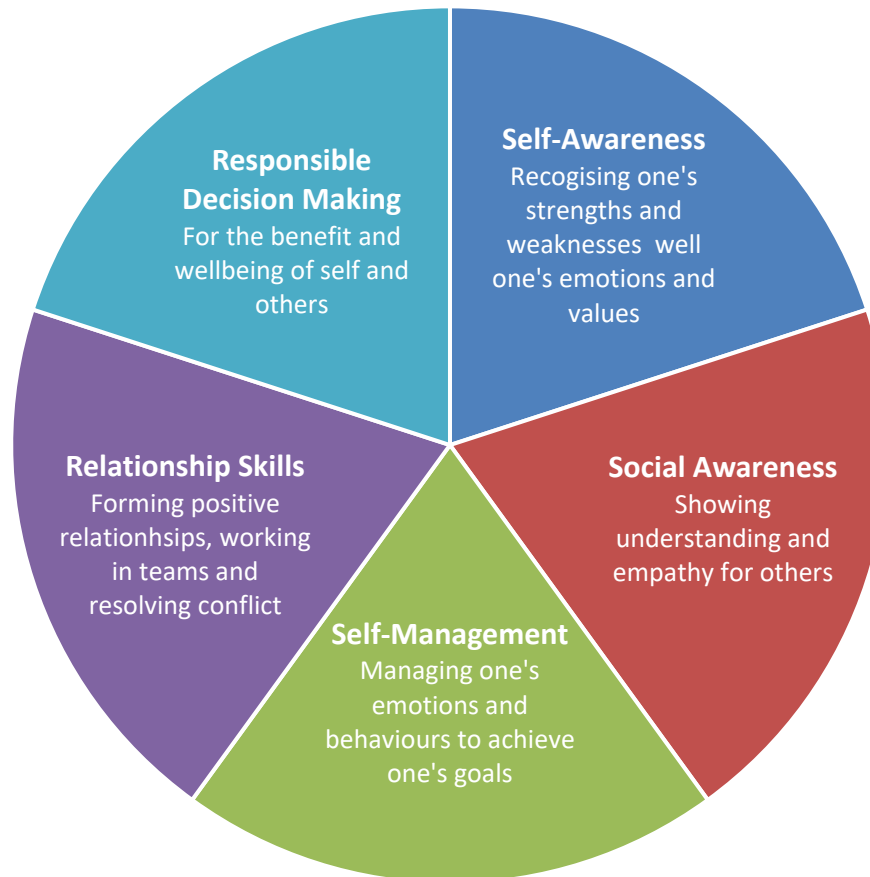 Self-Awareness
Recogising one's
strengths and
weaknesses  well
one's emotions and
values
Social Awareness
Showing
understanding and
empathy for others
Self-Management
Managing one's
emotions and
behaviours to achieve
one's goals
Relationship Skills
Forming positive
relationhsips, working
in teams and
resolving conflict
Responsible
Decision Making
For the benefit and
wellbeing of self and
others